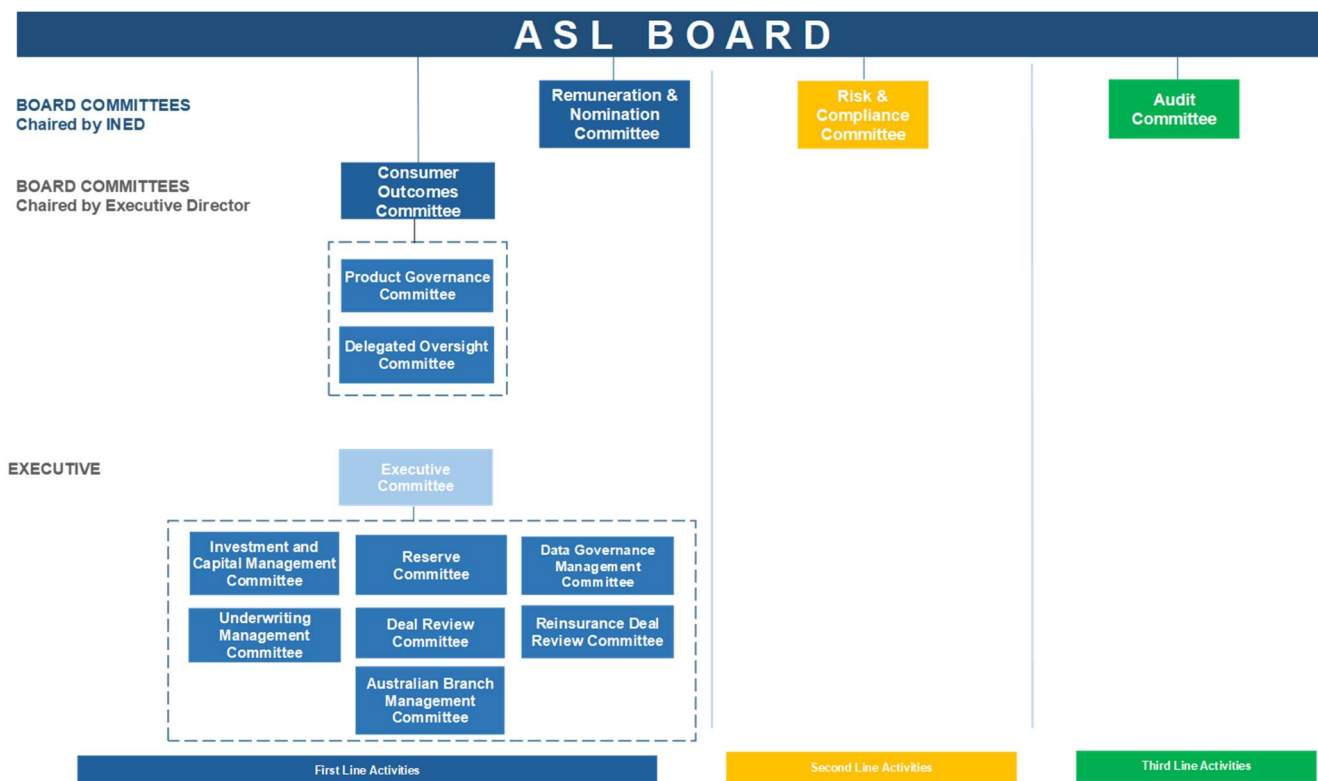 ASL BOARD
BOARD COMMITTEES
Chaired by INED
Remuneration &
Nomination
Committee
Risk &
Compliance
Committee
Audit
Committee
BOARD COMMITTEES
Chaired by Executive Director
Consumer
Outcomes
Committee
Product Governance
Committee
Delegated Oversight
Committee
EXECUTIVE
Executive
Committee
Investment and
Capital Management
Committee
Reserve
Committee
Data Governance
Management
Committee
Underwriting
Management
Committee
Deal Review
Committee
Reinsurance Deal
Review Committee
Australian Branch
Management
Committee
First Line Activities
Second Line Activities
Third Line Activities